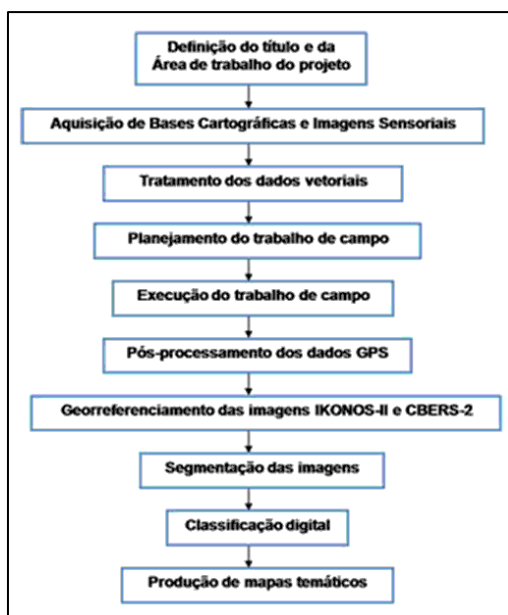 Definição do título e da
Área de trabalho do projeto
Aquisição de Bases Cartográficas e Imagens Sensoriais
Tratamento dos dados vetoriais
Planejamento do trabalho de campo
Execução do trabalho de campo
Pós-processamento dos dados GPS
Georreferenciamento das imagens IKONOS-II e CBERS-2
Segmentação das imagens
Classificação digital
Produção de mapas temáticos